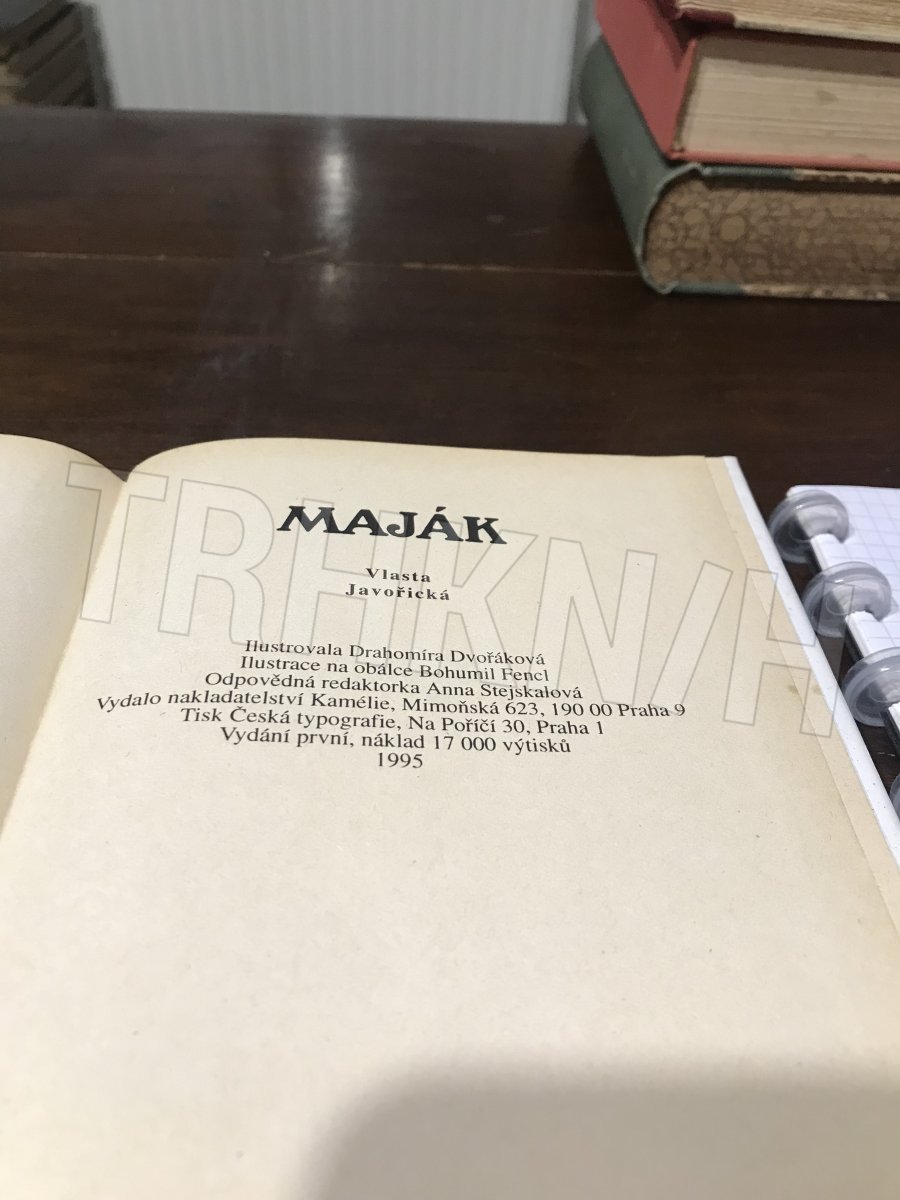 MAJÁK
Vlasta
Javořická
Ilustrovala Drahomíra Dvořáková
Ilustrace na obálce Bohumil Fencl
Odpovědná redaktorka Anna Stejskalová
Vydalo nakladatelství Kamélie, Mimoňská 623, 190 00 Praha 9
Tisk Česká typografie, Na Poříčí 30, Praha 1
Vydání první, náklad 17 000 výtisků
1995
TRHKNIH